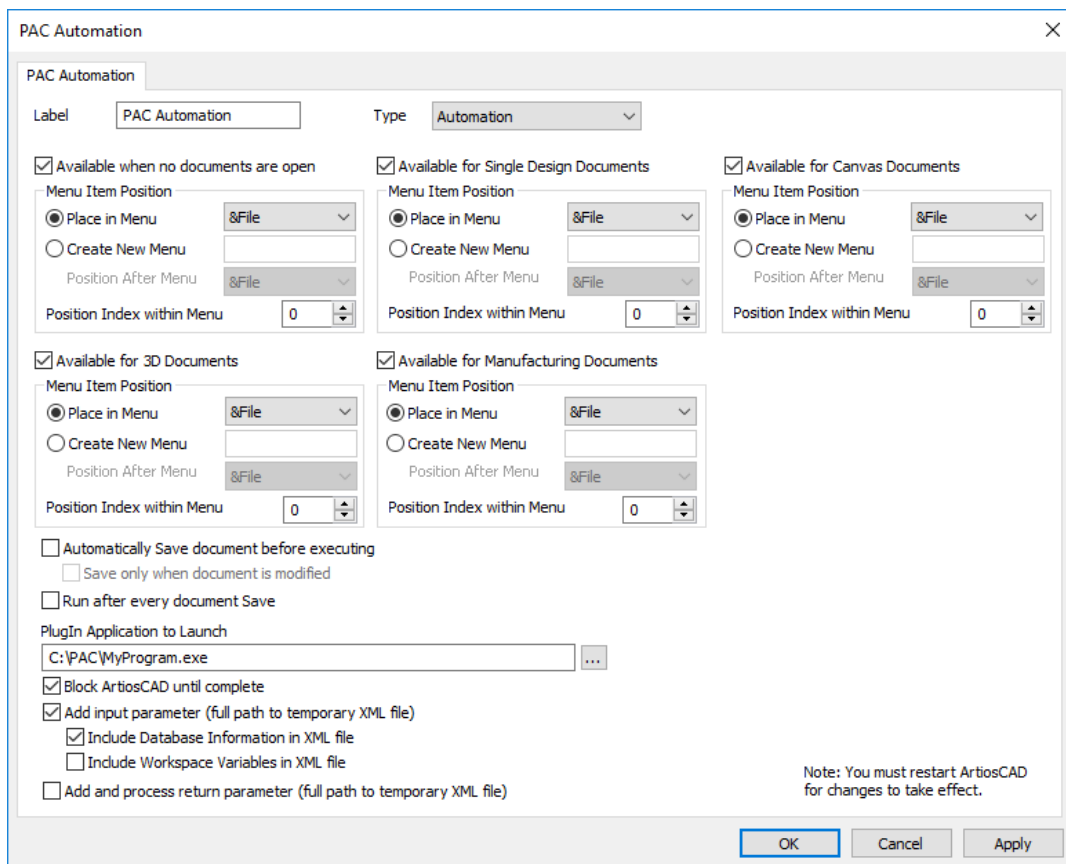 PAC Automation
PAC Automation
Label PAC Automation Type Automation
Available when no documents are open Available for Single Design Documents Available for Canvas Documents
Menu Item Position Menu Item Position Menu Item Position
Place in Menu &File Place in Menu &File Place in Menu &File
Create New Menu Create New Menu Create New Menu
Position After Menu &File Position After Menu &File Position After Menu &File
Position Index within Menu 0 Position Index within Menu 0 Position Index within Menu 0
Available for 3D Documents Available for Manufacturing Documents
Menu Item Position Menu Item Position
Place in Menu &File Place in Menu &File
Create New Menu Create New Menu
Position After Menu &File Position After Menu &File
Position Index within Menu 0 Position Index within Menu 0
Automatically Save document before executing
Save only when document is modified
Run after every document Save
PlugIn Application to Launch
C:\PAC\MyProgram.exe ...
Block ArtiosCAD until complete
Add input parameter (full path to temporary XML file)
Include Database Information in XML file
Include Workspace Variables in XML file
Add and process return parameter (full path to temporary XML file)
Note: You must restart ArtiosCAD
for changes to take effect.
OK Cancel Apply